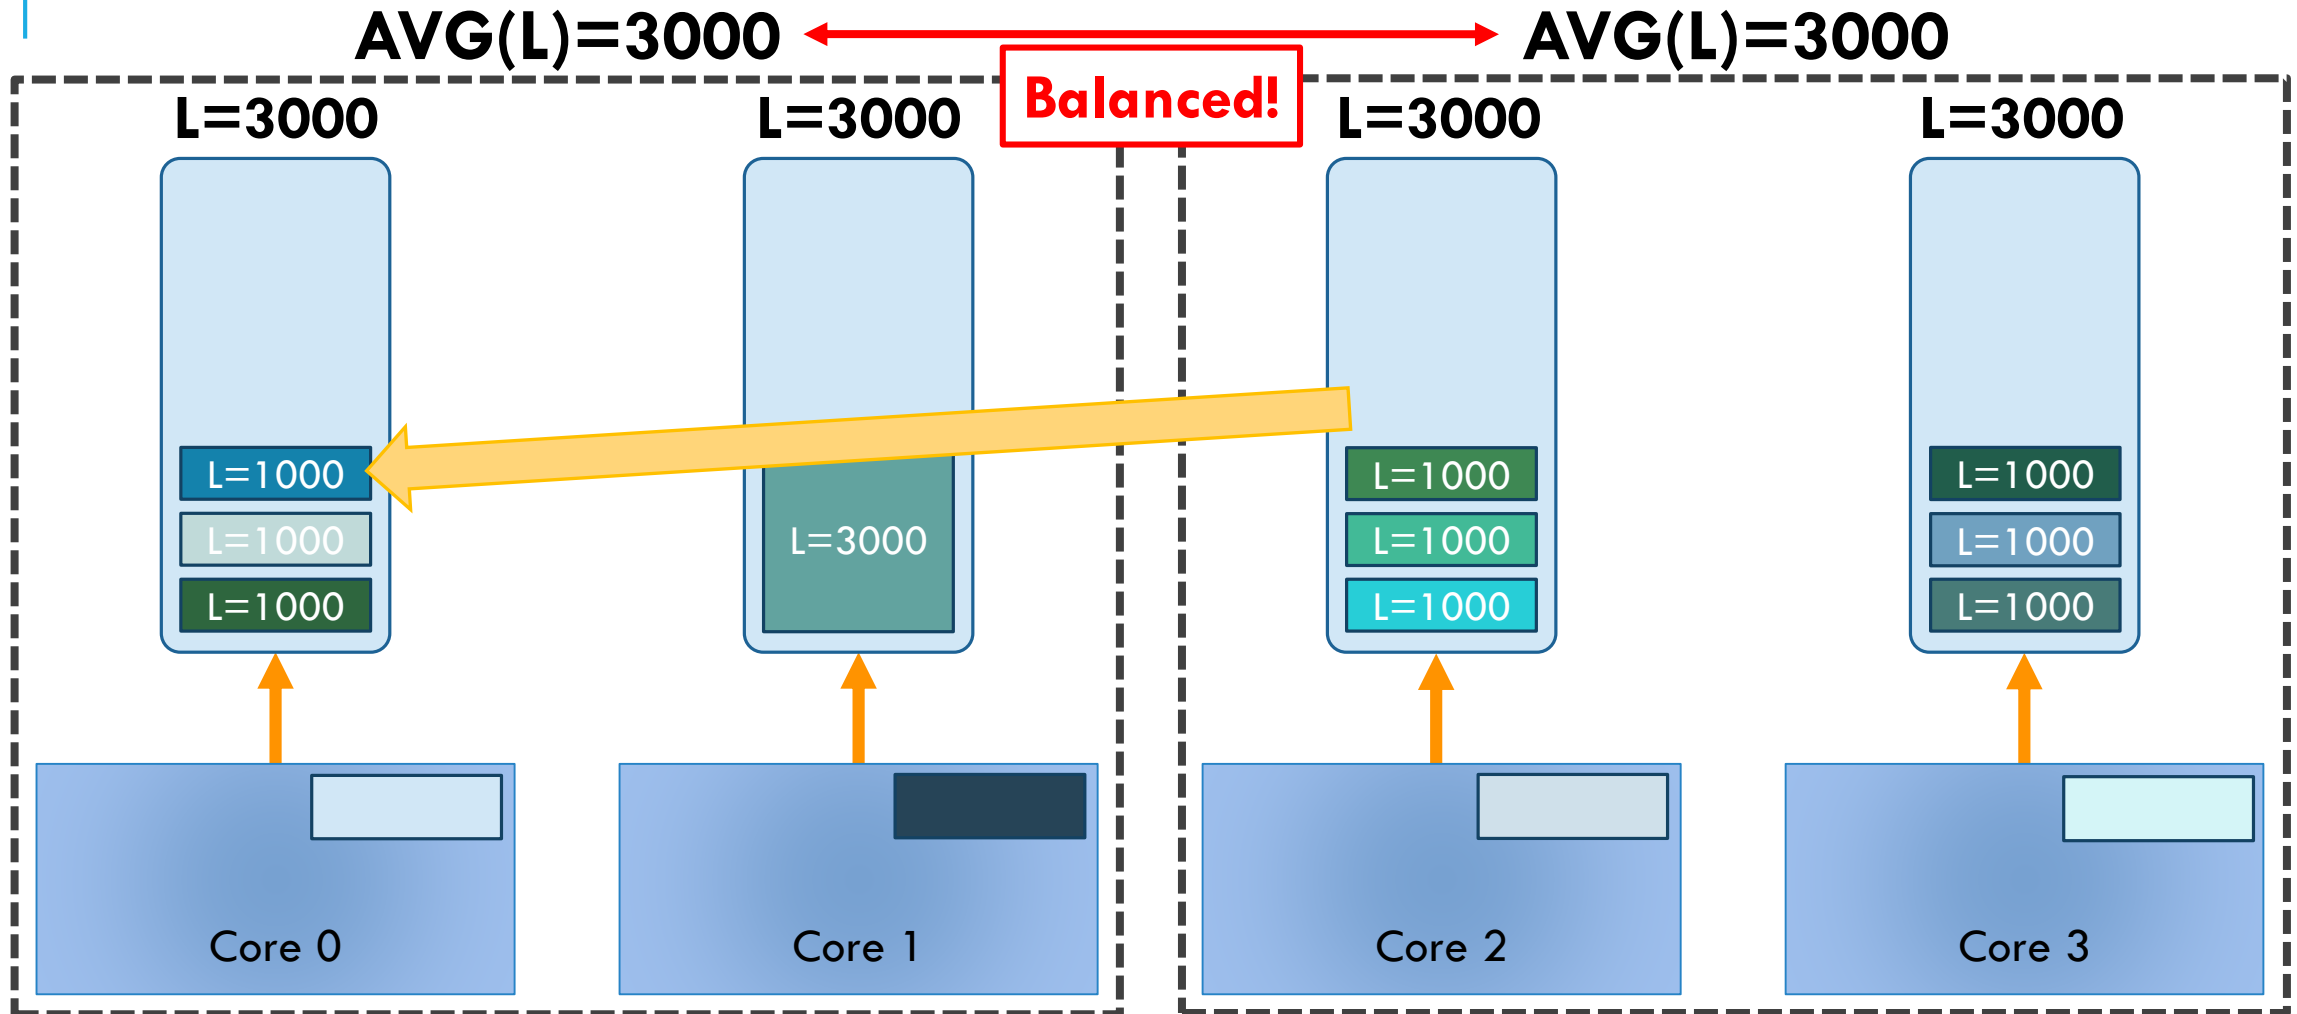 AVG(L)=3000 AVG(L)=3000
Balanced!
L=3000 L=3000 L=3000 L=3000
L=1000 L=1000 L=1000
L=1000 L=3000 L=1000 L=1000
L=1000 L=1000 L=1000
Core 0 Core 1 Core 2 Core 3